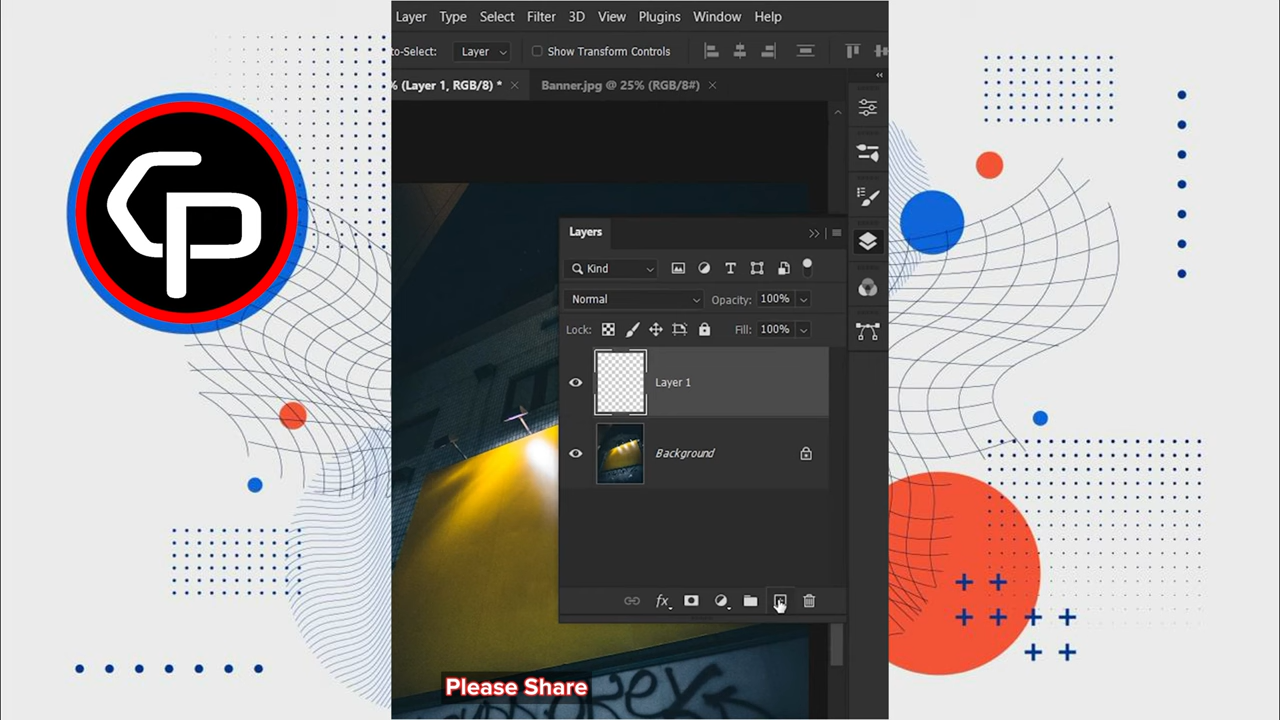 Layer Type Select Filter 3D View Plugins Window Help
to-Select: Layer Show Transform Controls
% (Layer 1, RGB/8) * Banner.jpg @ 25% (RGB/8#)
Layers
Kind
Normal Opacity: 100%
Lock: Fill: 100%
Layer 1
Background
fx
Please Share